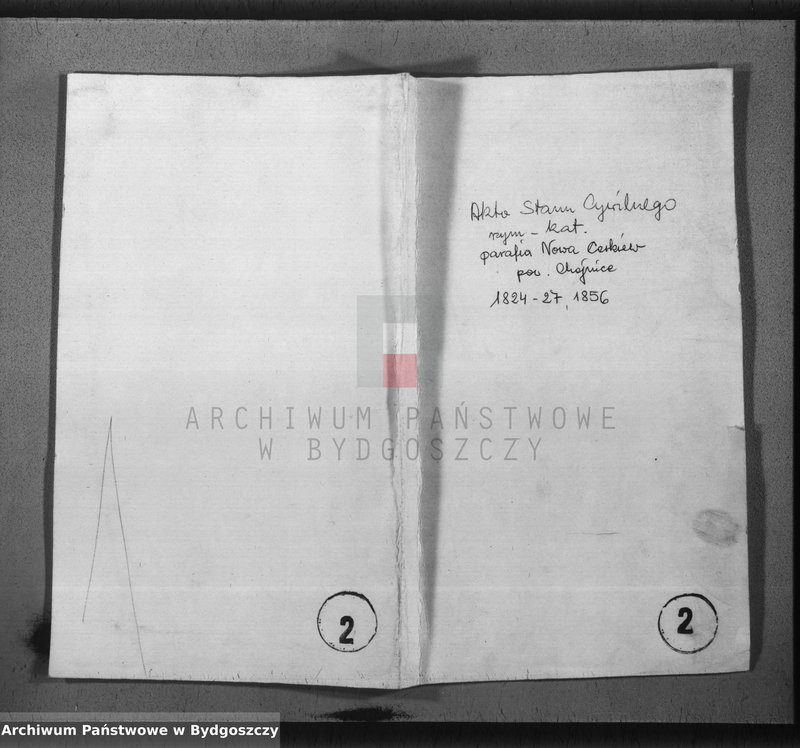 Akta Stanu Cywilnego
rzym-kat.
parafia Nowa Cerkiew
pow. Chojnice
1824-27, 1856
ARCHIWUM PAŃSTWOWE
W BYDGOSZCZY
2
2
Archiwum Państwowe w Bydgoszczy